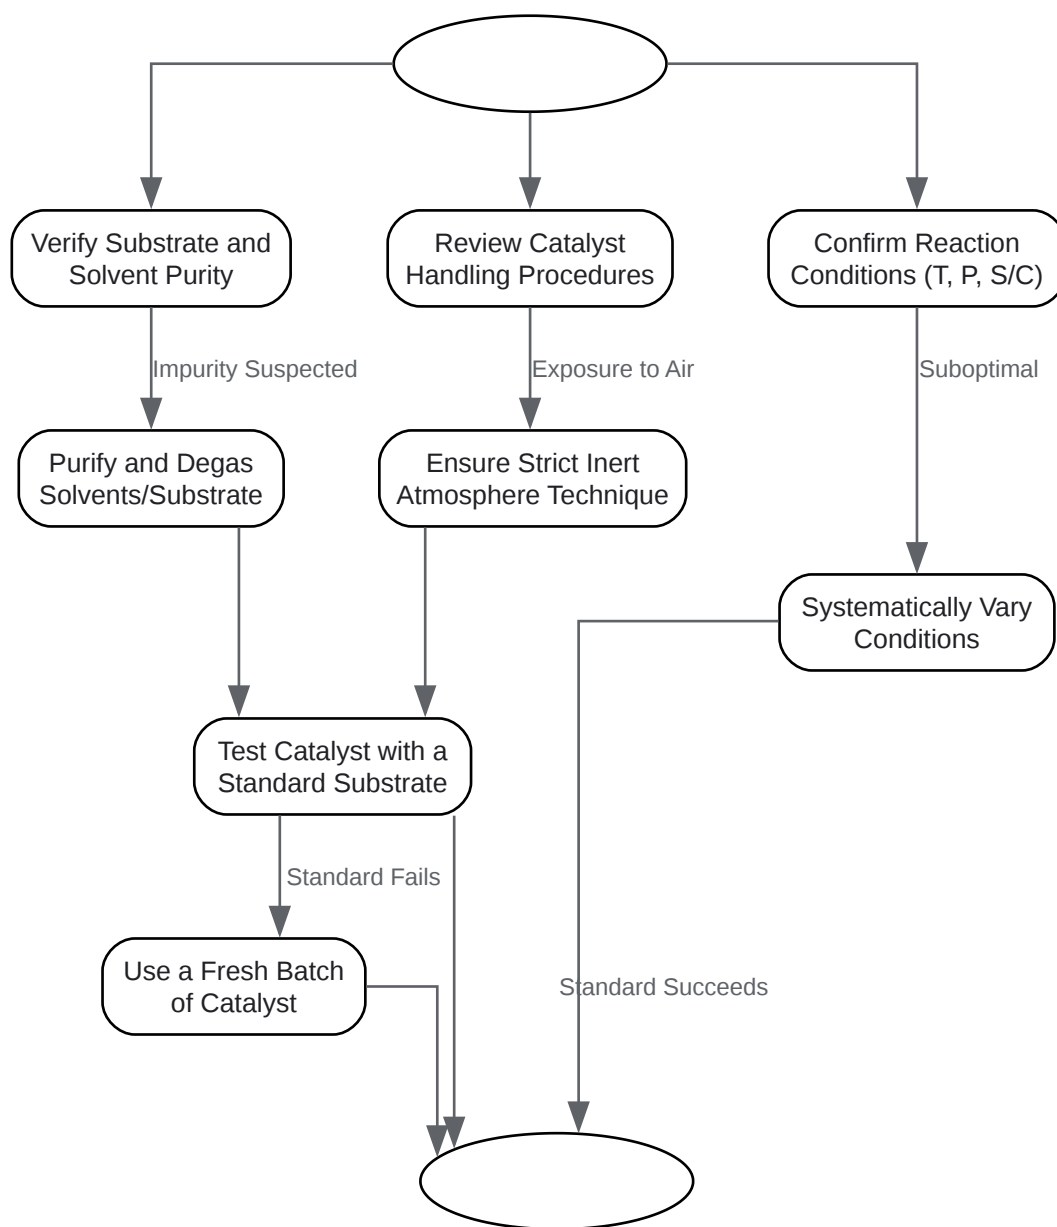 Verify Substrate and
Solvent Purity
Review Catalyst
Handling Procedures
Confirm Reaction
Conditions (T, P, S/C)
Impurity Suspected
Exposure to Air
Suboptimal
Purify and Degas
Solvents/Substrate
Ensure Strict Inert
Atmosphere Technique
Systematically Vary
Conditions
Test Catalyst with a
Standard Substrate
Standard Fails
Use a Fresh Batch
of Catalyst
Standard Succeeds